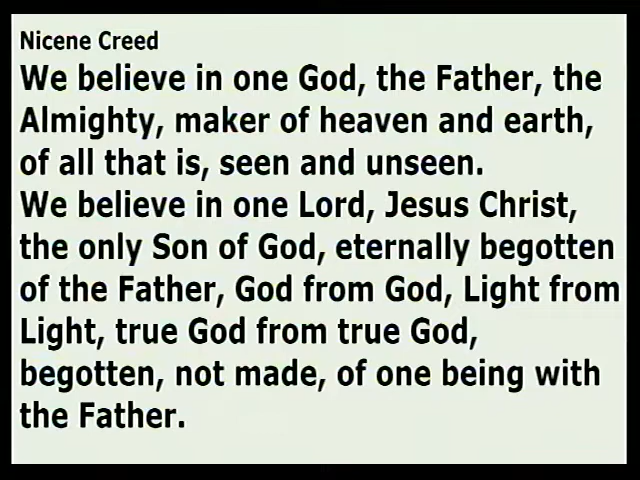 Nicene Creed
We believe in one God, the Father, the
Almighty, maker of heaven and earth,
of all that is, seen and unseen.
We believe in one Lord, Jesus Christ,
the only Son of God, eternally begotten
of the Father, God from God, Light from
Light, true God from true God,
begotten, not made, of one being with
the Father.